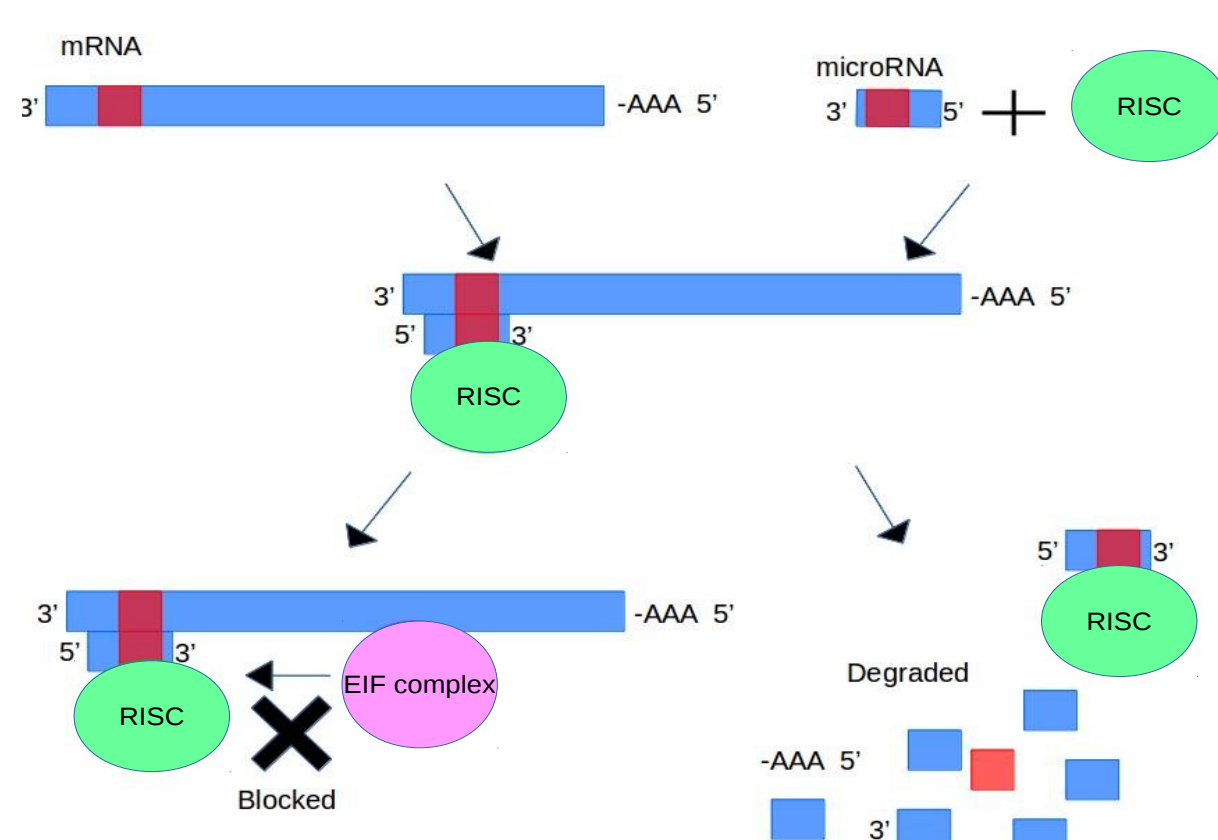 mRNA
3’ -AAA 5’
microRNA
3’ 5’
RISC
3’ -AAA 5’
5’ 3’
RISC
3’ -AAA 5’
5’ 3’
RISC
EIF complex
Blocked
5’ 3’
RISC
Degraded
-AAA 5’
3’